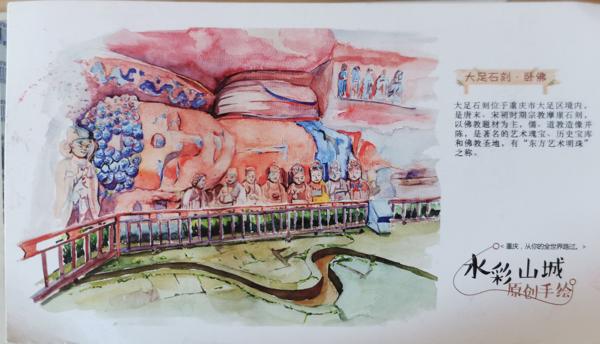 大足石刻·卧佛
大足石刻位于重庆市大足区境内，
是唐末、宋初时期宗教摩崖石刻，
以佛教题材为主，儒、道教造像并
陈，是著名的艺术瑰宝、历史宝库
和佛教圣地，有“东方艺术明珠”
之称。
<重庆，从你的全世界路过。>
水彩山城
原创手绘